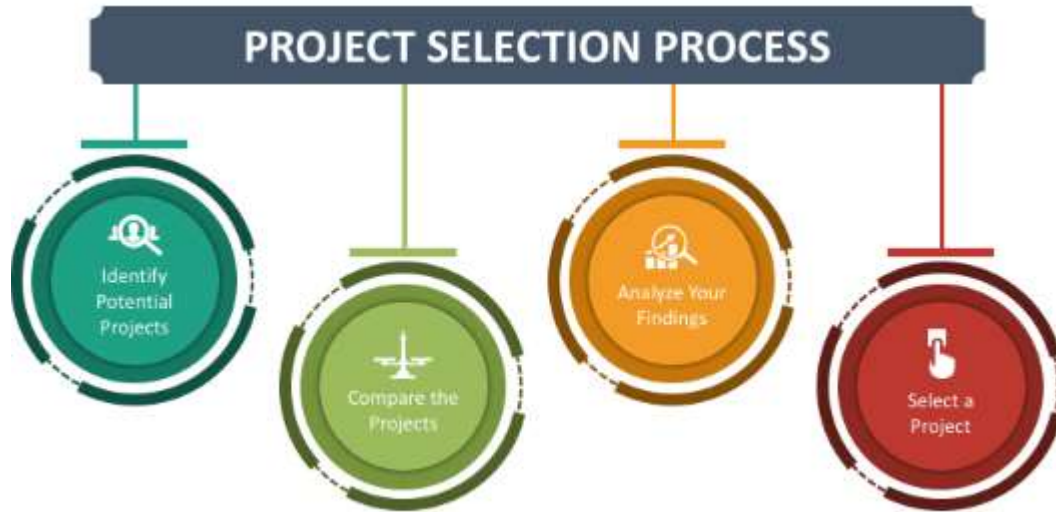 PROJECT SELECTION PROCESS
Identify
Potential
Projects
Compare the
Projects
Analyze Your
Findings
Select a
Project